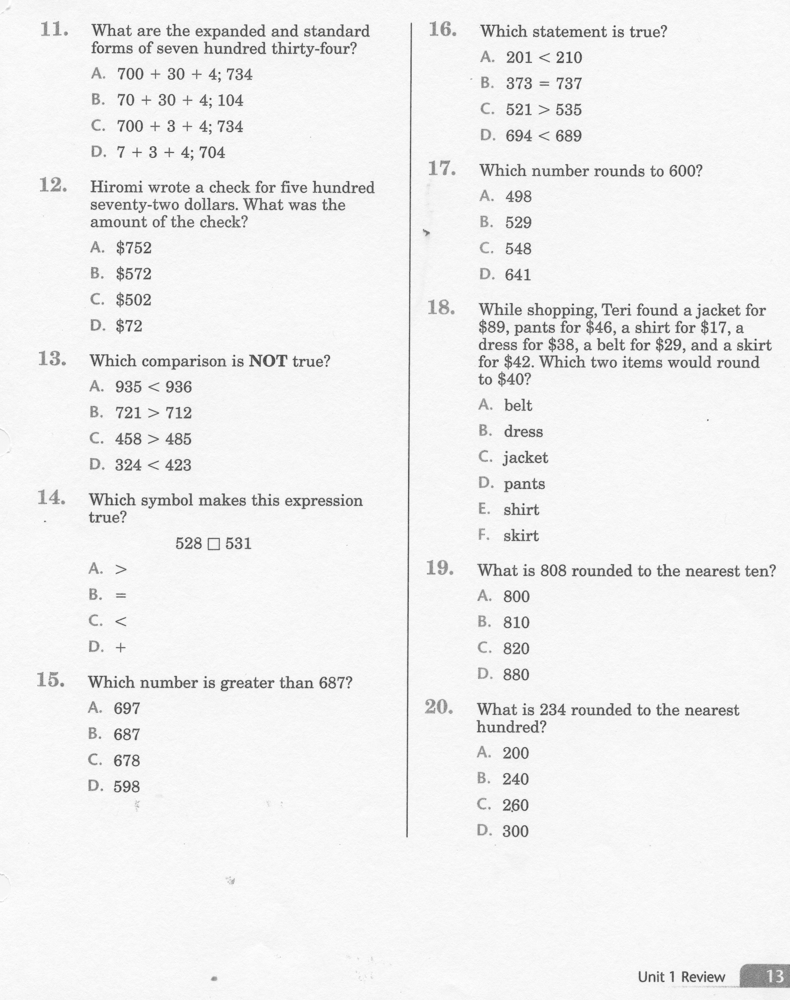 11. What are the expanded and standard
forms of seven hundred thirty-four?
A. 700 + 30 + 4; 734
B. 70 + 30 + 4; 104
C. 700 + 3 + 4; 734
D. 7 + 3 + 4; 704
12. Hiromi wrote a check for five hundred
seventy-two dollars. What was the
amount of the check?
A. $752
B. $572
C. $502
D. $72
13. Which comparison is NOT true?
A. 935 < 936
B. 721 > 712
C. 458 > 485
D. 324 < 423
14. Which symbol makes this expression
true?
528 □ 531
A. >
B. =
C. <
D. +
15. Which number is greater than 687?
A. 697
B. 687
C. 678
D. 598
16. Which statement is true?
A. 201 < 210
B. 373 = 737
C. 521 > 535
D. 694 < 689
17. Which number rounds to 600?
A. 498
B. 529
C. 548
D. 641
18. While shopping, Teri found a jacket for
$89, pants for $46, a shirt for $17, a
dress for $38, a belt for $29, and a skirt
for $42. Which two items would round
to $40?
A. belt
B. dress
C. jacket
D. pants
E. shirt
F. skirt
19. What is 808 rounded to the nearest ten?
A. 800
B. 810
C. 820
D. 880
20. What is 234 rounded to the nearest
hundred?
A. 200
B. 240
C. 260
D. 300
Unit 1 Review 13